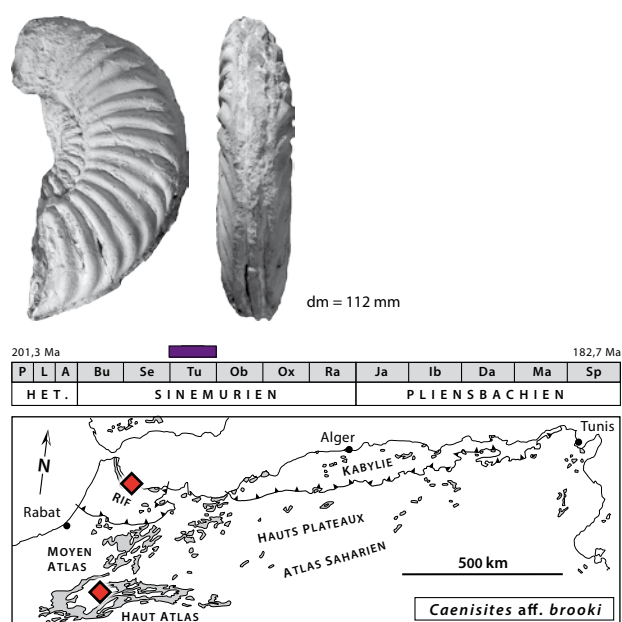 dm = 112 mm
201,3 Ma 182,7 Ma
P L A Bu Se Tu Ob Ox Ra Ja Ib Da Ma Sp
HET. SINEMURIEN PLIENSBACHIEN
Tunis
Alger
N
KABYLIE
RIF
Rabat
HAUTS PLATEAUX
MOYEN
ATLAS
ATLAS SAHARIEN
500 km
HAUT ATLAS
Caenisites aff. brooki